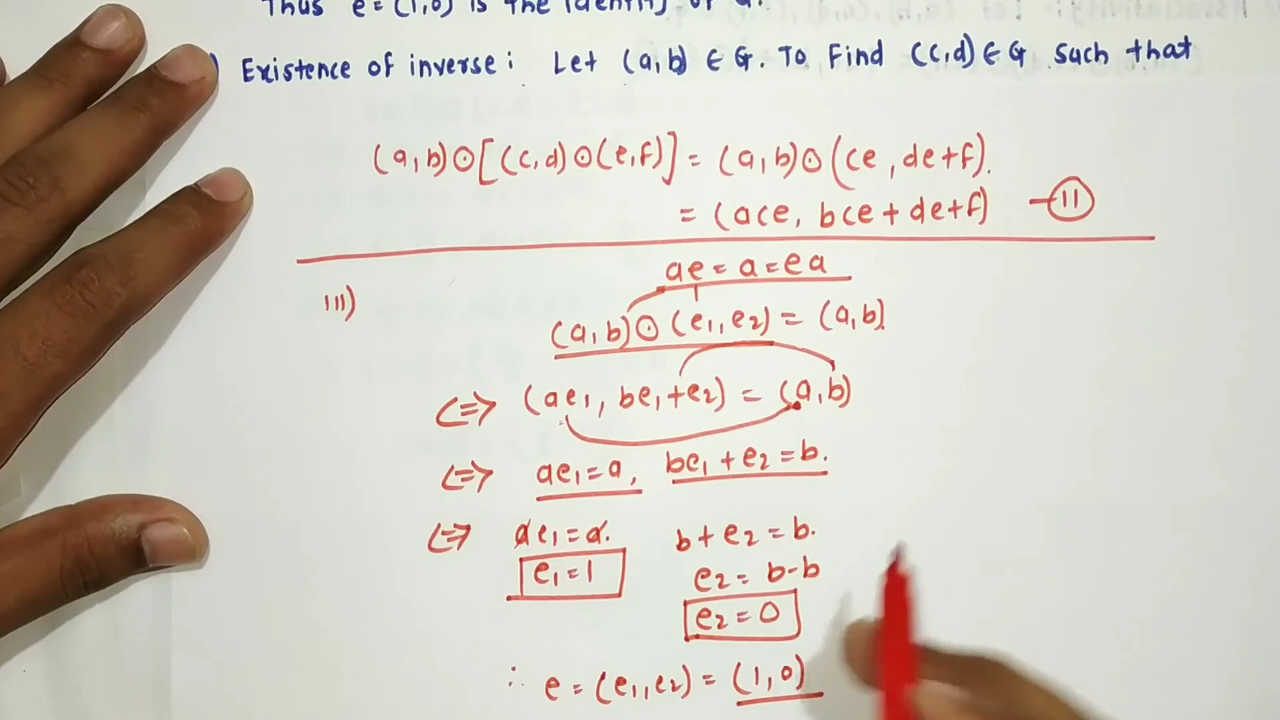 Thus e = (1,0) is the identity of G.
) Existence of inverse: Let (a,b) ∈ G. To Find (c,d) ∈ G such that
(a,b)⊙[(c,d)⊙(e,f)] = (a,b)⊙(ce, de+f).
= (ace, bce + de+f) —(11)
ae = a = ea
111)
(a,b)⊙(e₁,e₂) = (a,b)
⇔ (ae₁, be₁+e₂) = (a,b)
⇔ ae₁=a, be₁+e₂=b.
⇔ ae₁=a. b+e₂=b.
e₁=1 e₂= b-b
e₂=0
∴ e = (e₁,e₂) = (1,0)